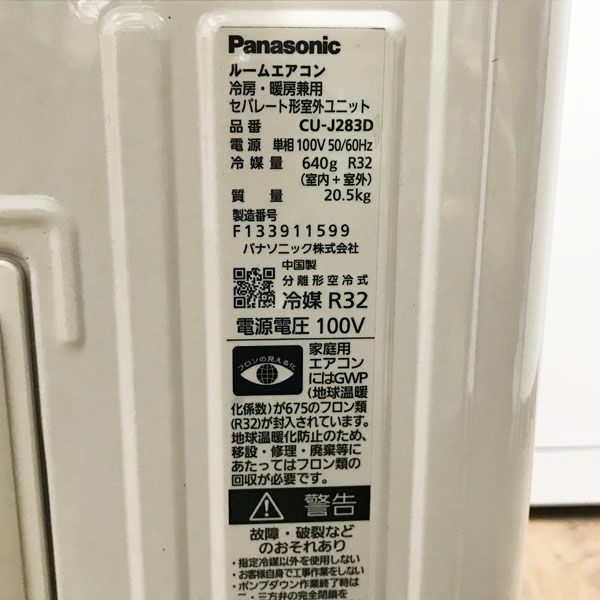 Panasonic
ルームエアコン
冷房・暖房兼用
セパレート形室外ユニット
品番 CU-J283D
電源 単相100V 50/60Hz
冷媒量 640g R32
(室内+室外)
質量 20.5kg
製造番号
F133911599
パナソニック株式会社
中国製
分離形空冷式
冷媒 R32
電源電圧 100V
フロンの見える化
家庭用
エアコン
にはGWP
(地球温暖
化係数)が675のフロン類
(R32)が封入されています。
地球温暖化防止のため、
移設・修理・廃棄等に
あたってはフロン類の
回収が必要です。
警告
故障・破裂など
のおそれあり
・指定冷媒以外を使用しない
・お客様自身で工事作業をしない
・ポンプダウン作業終了時は
二・三方弁の完全閉鎖を